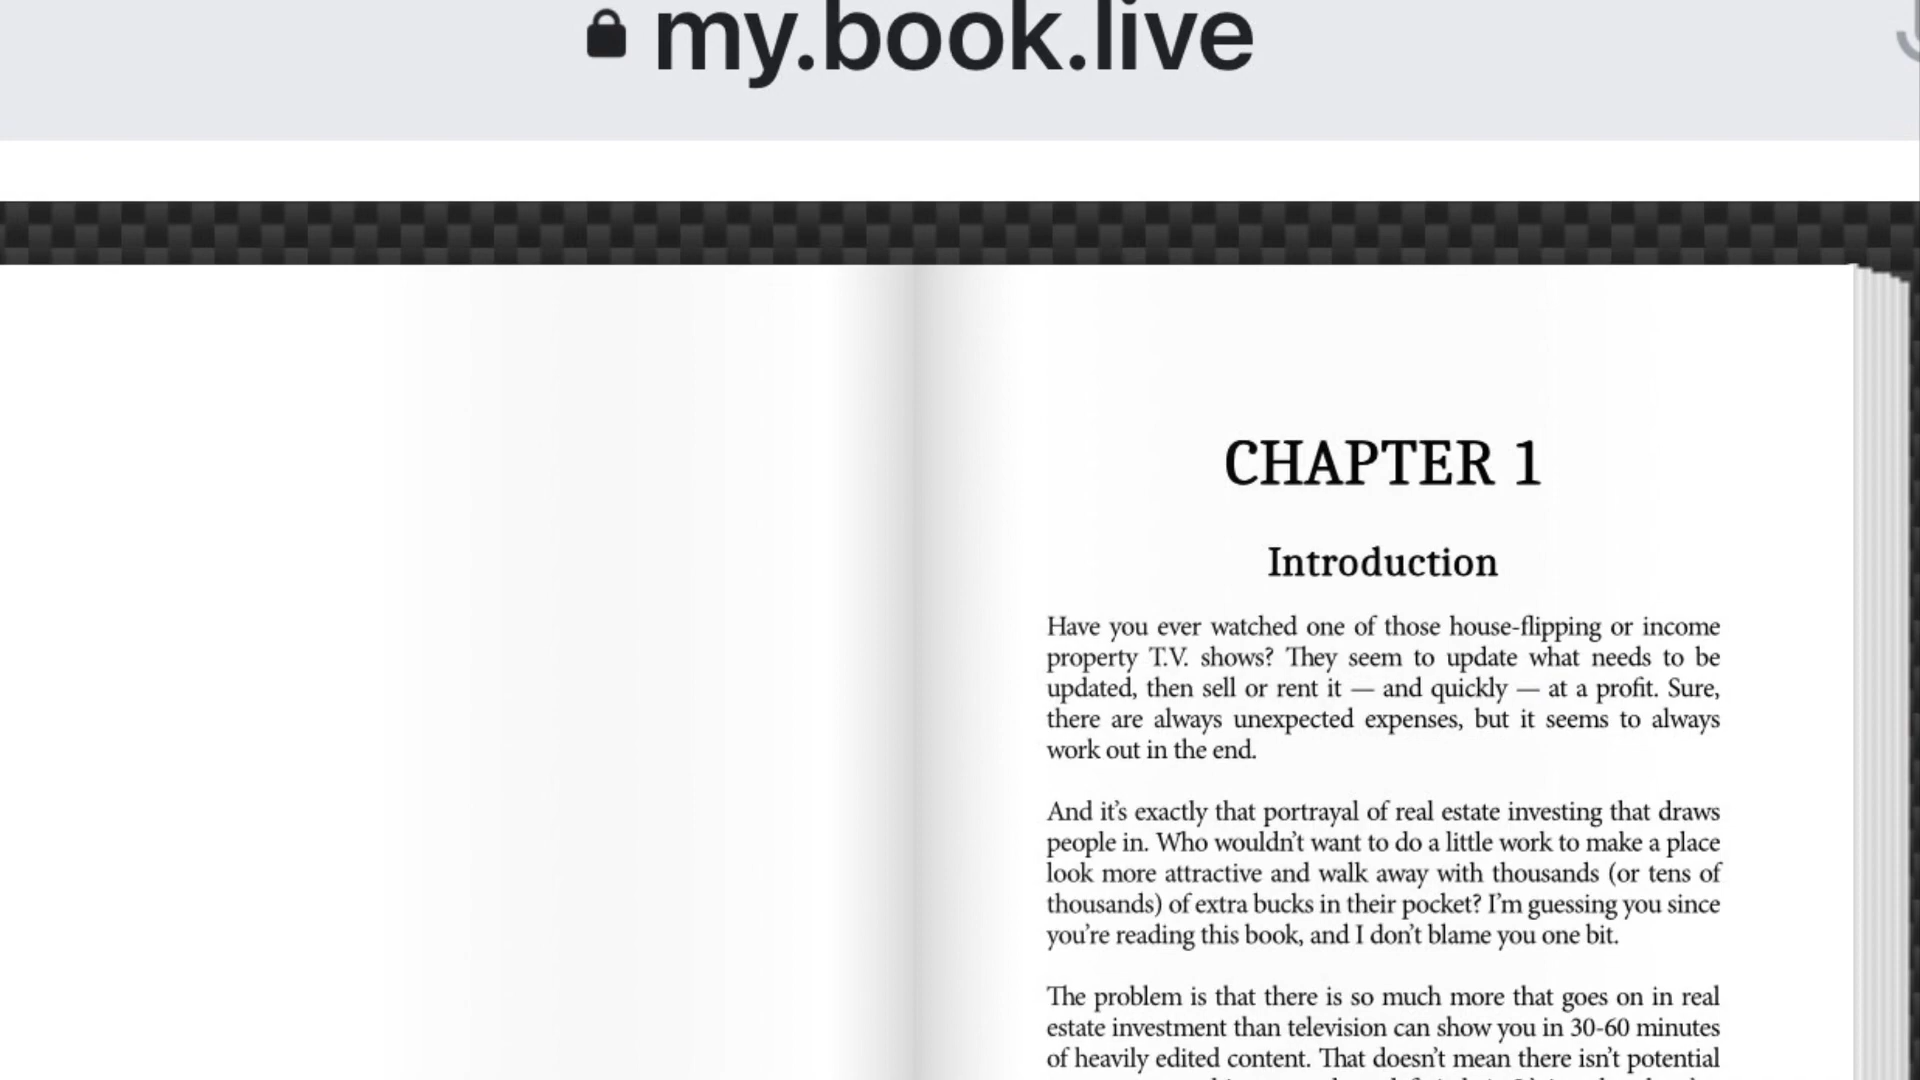 my.book.live
CHAPTER 1
Introduction
Have you ever watched one of those house-flipping or income
property T.V. shows? They seem to update what needs to be
updated, then sell or rent it — and quickly — at a profit. Sure,
there are always unexpected expenses, but it seems to always
work out in the end.
And it’s exactly that portrayal of real estate investing that draws
people in. Who wouldn’t want to do a little work to make a place
look more attractive and walk away with thousands (or tens of
thousands) of extra bucks in their pocket? I’m guessing you since
you’re reading this book, and I don’t blame you one bit.
The problem is that there is so much more that goes on in real
estate investment than television can show you in 30-60 minutes
of heavily edited content. That doesn’t mean there isn’t potential